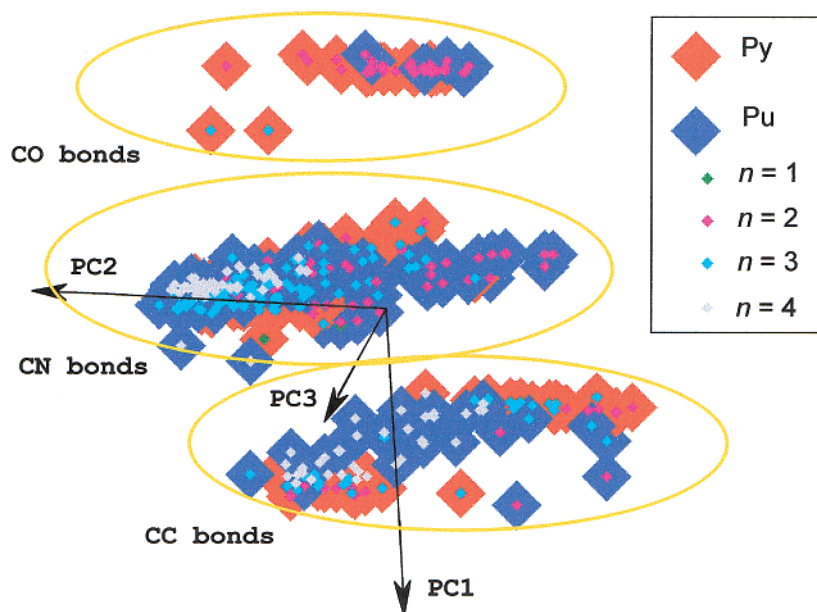 CO bonds
PC2
CN bonds
PC3
CC bonds
PC1
Py
Pu
n = 1
n = 2
n = 3
n = 4